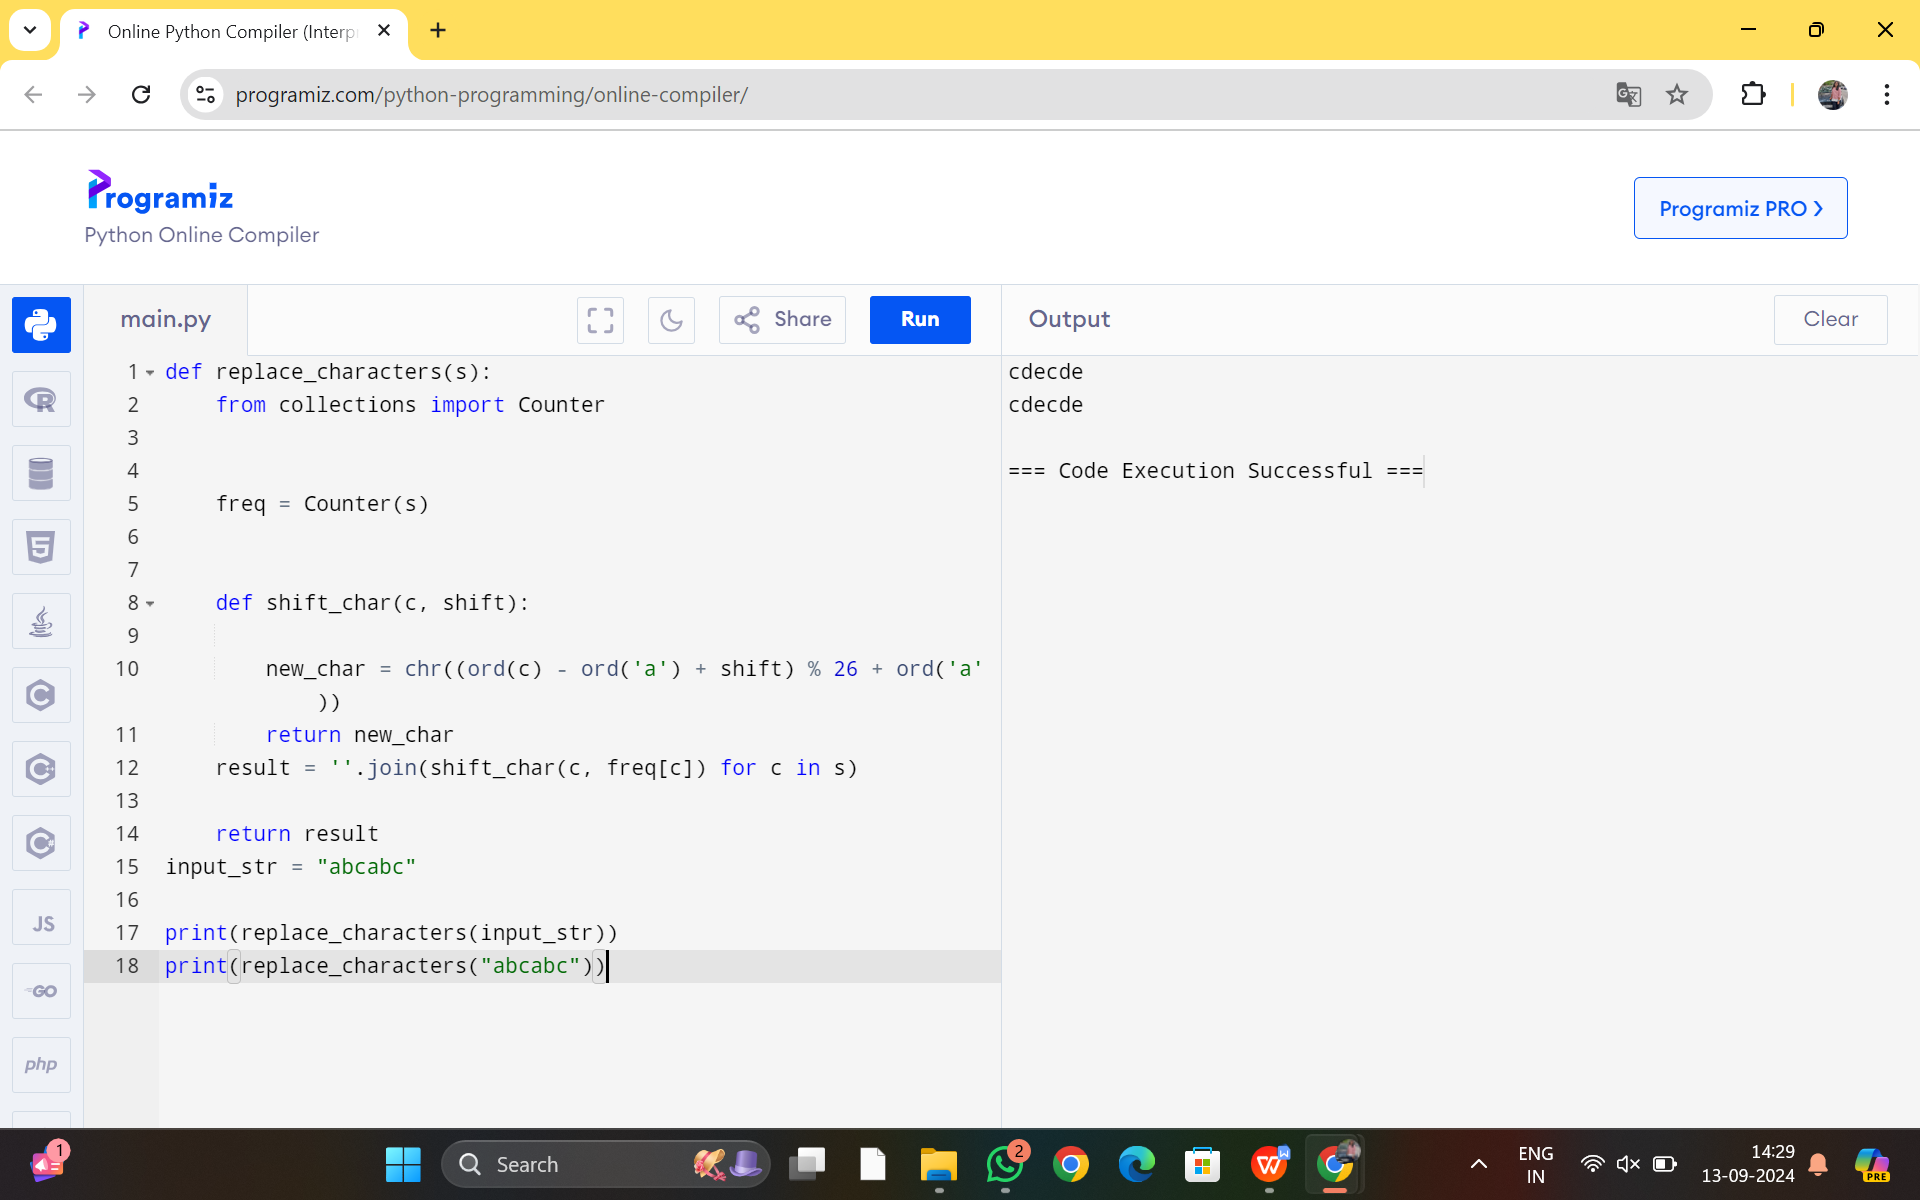 Online Python Compiler (Interp
programiz.com/python-programming/online-compiler/
Programiz
Python Online Compiler
Programiz PRO ❯
main.py
Share
Run
Output
Clear
1 def replace_characters(s):
2     from collections import Counter
3
4
5     freq = Counter(s)
6
7
8     def shift_char(c, shift):
9
10         new_char = chr((ord(c) - ord('a') + shift) % 26 + ord('a'
))
11         return new_char
12     result = ''.join(shift_char(c, freq[c]) for c in s)
13
14     return result
15 input_str = "abcabc"
16
17 print(replace_characters(input_str))
18 print(replace_characters("abcabc"))
cdecde
cdecde
=== Code Execution Successful ===
R
5
C
C++
C#
JS
GO
php
1
Search
2
W
W
ENG
IN
14:29
13-09-2024
PRE